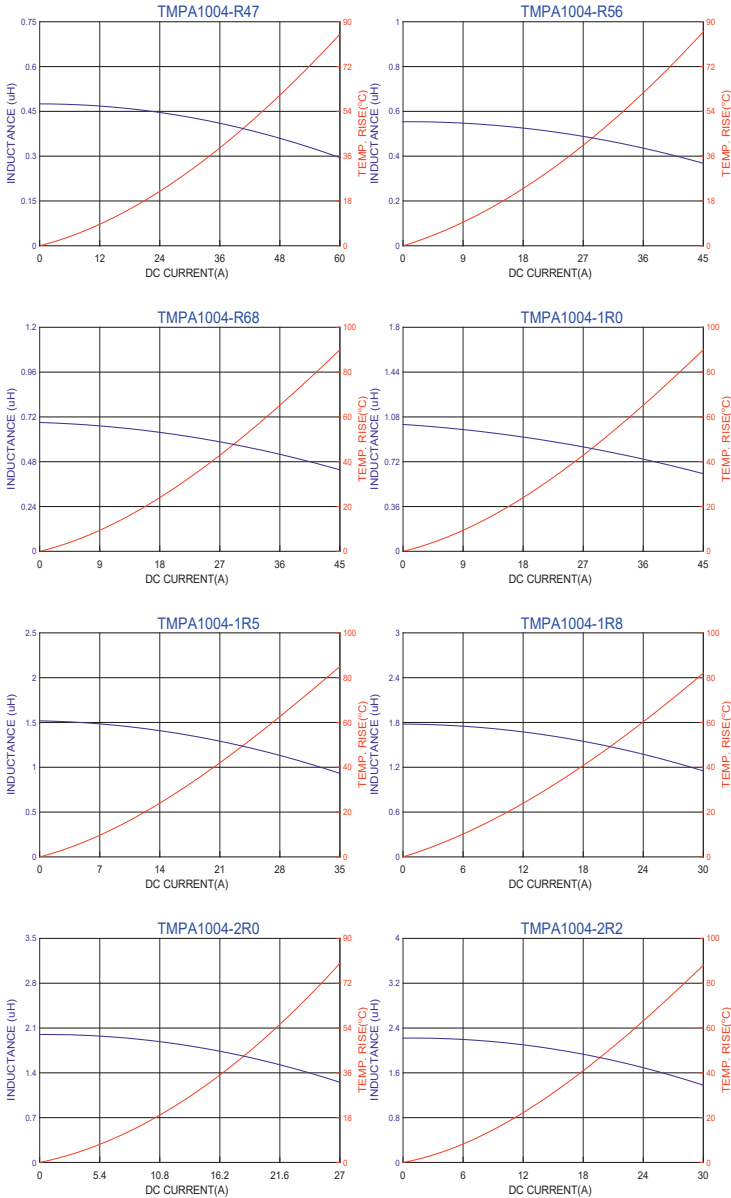 TMPA1004-R47
0.75
0.6
0.45
0.3
0.15
0
INDUCTANCE (uH)
90
72
54
36
18
0
TEMP. RISE(°C)
0 12 24 36 48 60
DC CURRENT(A)
TMPA1004-R56
1
0.8
0.6
0.4
0.2
0
INDUCTANCE (uH)
90
72
54
36
18
0
TEMP. RISE(°C)
0 9 18 27 36 45
DC CURRENT(A)
TMPA1004-R68
1.2
0.96
0.72
0.48
0.24
0
INDUCTANCE (uH)
100
80
60
40
20
0
TEMP. RISE(°C)
0 9 18 27 36 45
DC CURRENT(A)
TMPA1004-1R0
1.8
1.44
1.08
0.72
0.36
0
INDUCTANCE (uH)
100
80
60
40
20
0
TEMP. RISE(°C)
0 9 18 27 36 45
DC CURRENT(A)
TMPA1004-1R5
2.5
2
1.5
1
0.5
0
INDUCTANCE (uH)
100
80
60
40
20
0
TEMP. RISE(°C)
0 7 14 21 28 35
DC CURRENT(A)
TMPA1004-1R8
3
2.4
1.8
1.2
0.6
0
INDUCTANCE (uH)
100
80
60
40
20
0
TEMP. RISE(°C)
0 6 12 18 24 30
DC CURRENT(A)
TMPA1004-2R0
3.5
2.8
2.1
1.4
0.7
0
INDUCTANCE (uH)
90
72
54
36
18
0
TEMP. RISE(°C)
0 5.4 10.8 16.2 21.6 27
DC CURRENT(A)
TMPA1004-2R2
4
3.2
2.4
1.6
0.8
0
INDUCTANCE (uH)
100
80
60
40
20
0
TEMP. RISE(°C)
0 6 12 18 24 30
DC CURRENT(A)